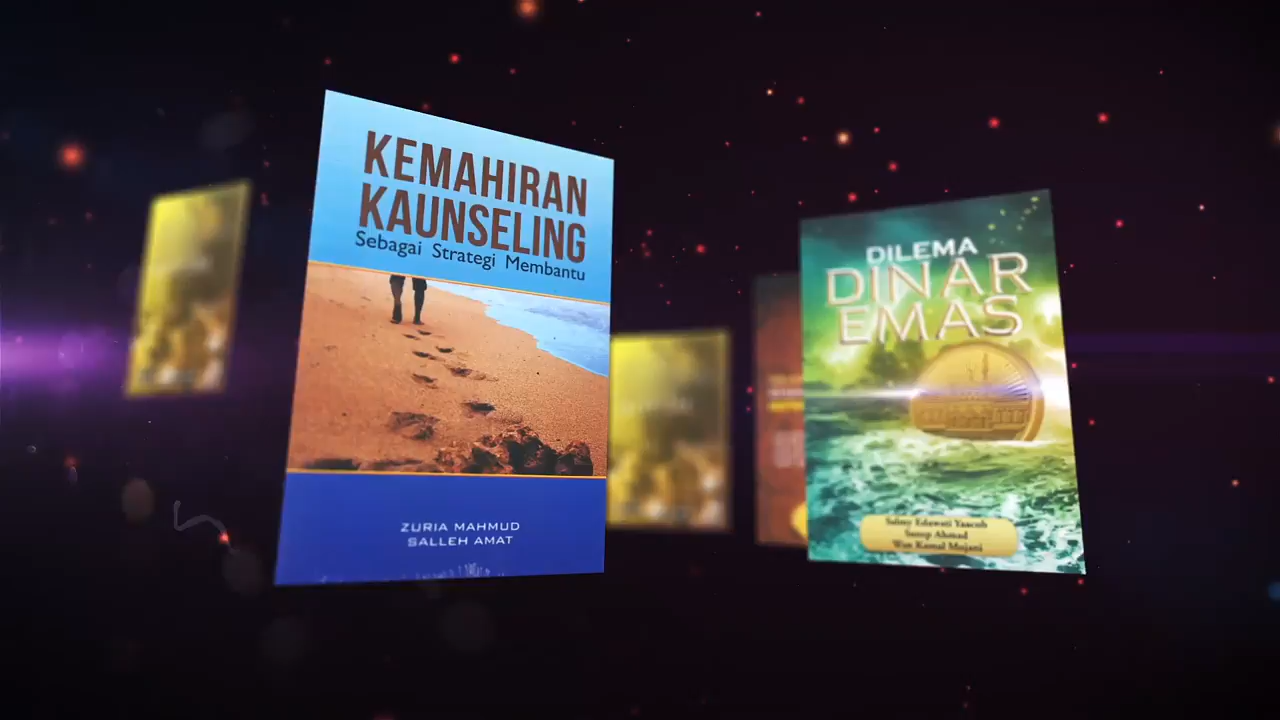 KEMAHIRAN
KAUNSELING
Sebagai Strategi Membantu
ZURIA MAHMUD
SALLEH AMAT
DILEMA
DINAR
EMAS
Salmy Edawati Yaacob
Sanep Ahmad
Wan Kamal Mujani